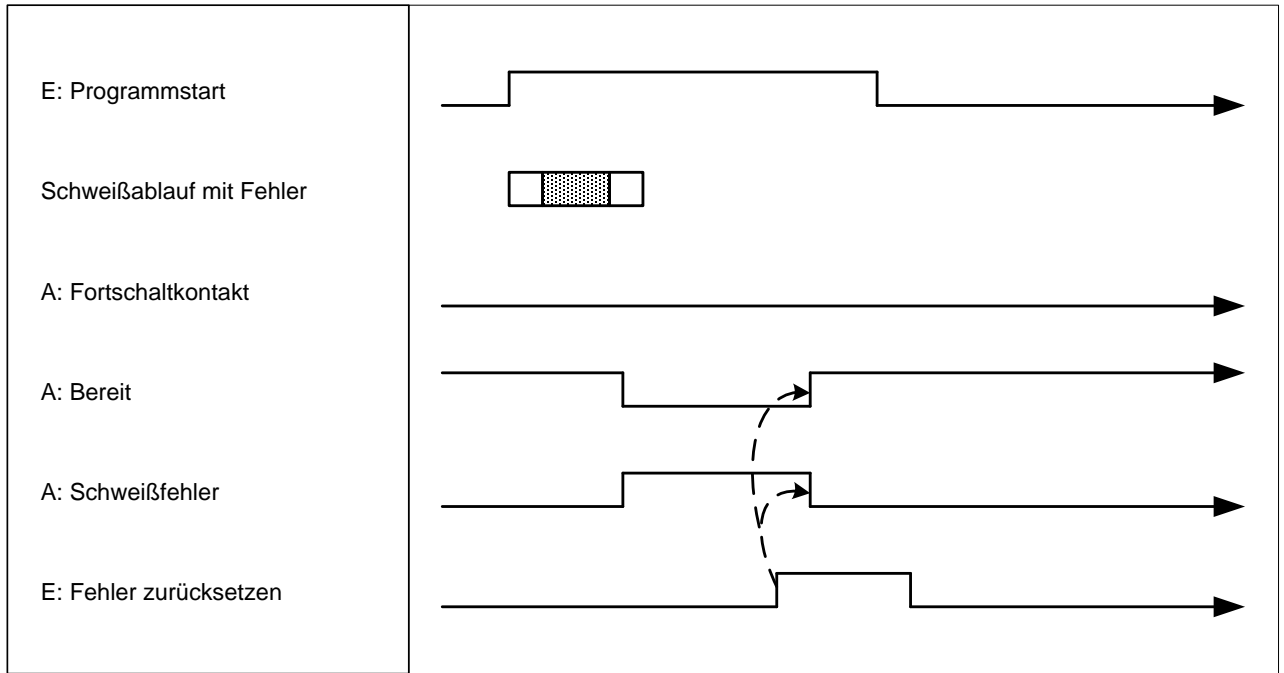 E: Programmstart
Schweißablauf mit Fehler
A: Fortschaltkontakt
A: Bereit
A: Schweißfehler
E: Fehler zurücksetzen